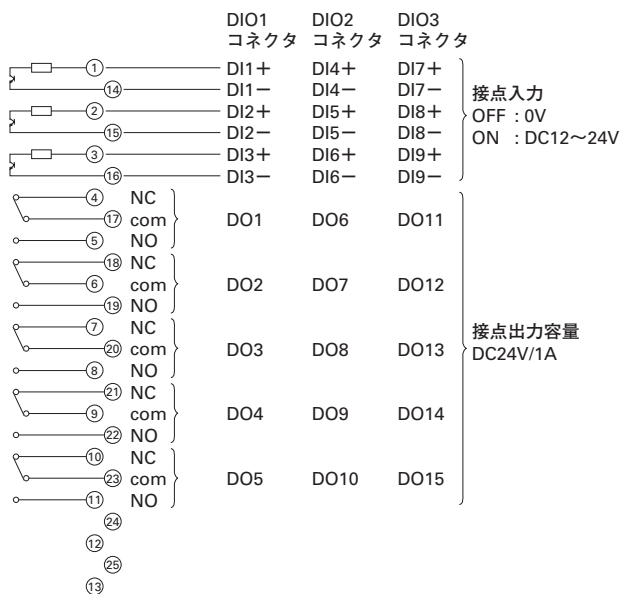 DIO1 DIO2 DIO3
コネクタ コネクタ コネクタ
① DI1+ DI4+ DI7+
⑭ DI1− DI4− DI7−
接点入力
② DI2+ DI5+ DI8+
OFF : 0V
⑮ DI2− DI5− DI8−
ON : DC12～24V
③ DI3+ DI6+ DI9+
⑯ DI3− DI6− DI9−
④ NC
⑰ com DO1 DO6 DO11
⑤ NO
⑱ NC
⑥ com DO2 DO7 DO12
⑲ NO
⑦ NC
接点出力容量
⑳ com DO3 DO8 DO13
DC24V/1A
⑧ NO
㉑ NC
⑨ com DO4 DO9 DO14
㉒ NO
⑩ NC
㉓ com DO5 DO10 DO15
⑪ NO
㉔
⑫
㉕
⑬